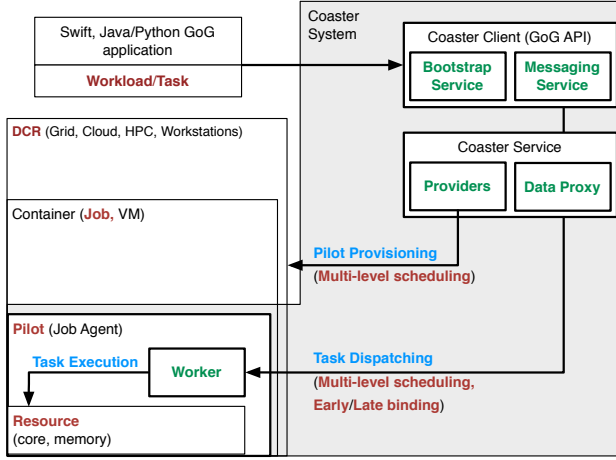 Swift, Java/Python GoG
application
Workload/Task
Coaster
System
Coaster Client (GoG API)
Bootstrap
Service
Messaging
Service
DCR (Grid, Cloud, HPC, Workstations)
Coaster Service
Providers
Data Proxy
Container (Job, VM)
Pilot Provisioning
(Multi-level scheduling)
Pilot (Job Agent)
Task Execution
Worker
Task Dispatching
(Multi-level scheduling,
Early/Late binding)
Resource
(core, memory)